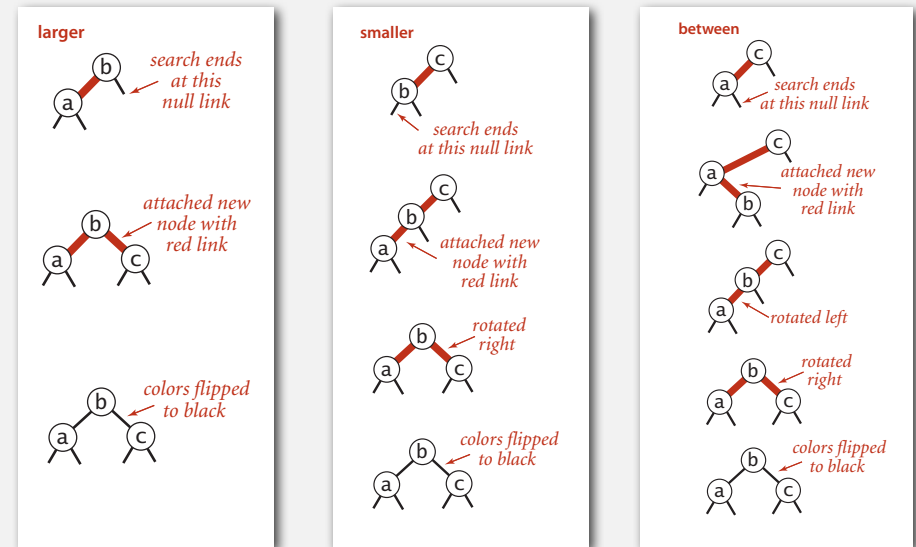 larger
b
search ends
at this
null link
a
b
attached new
node with
red link
a
c
b
colors flipped
to black
a
c
smaller
c
b
search ends
at this null link
c
b
a
attached new
node with
red link
b
rotated
right
a
c
b
colors flipped
to black
a
c
between
c
a
search ends
at this null link
c
a
attached new
node with
red link
b
c
b
a
rotated left
b
rotated
right
a
c
b
colors flipped
to black
a
c